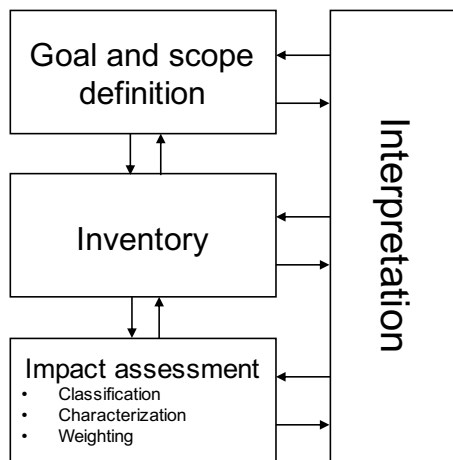 Goal and scope
definition
Inventory
Impact assessment
• Classification
• Characterization
• Weighting
Interpretation